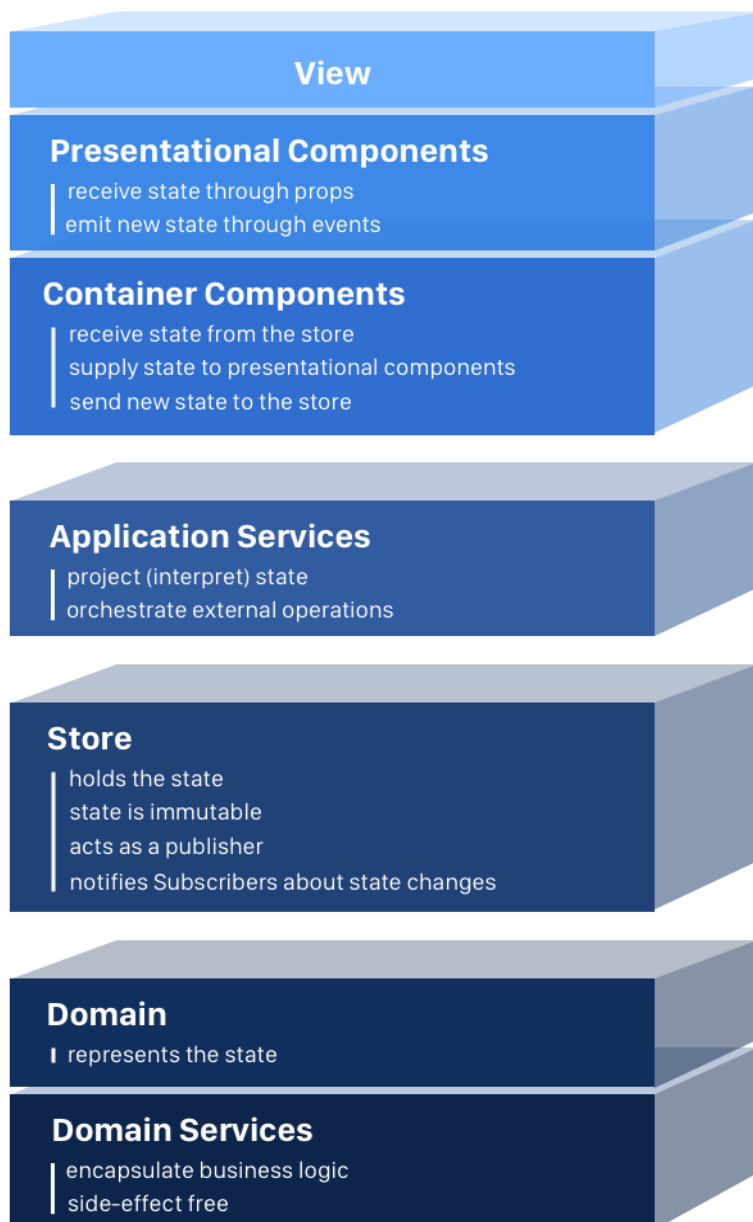 View
Presentational Components
receive state through props
emit new state through events
Container Components
receive state from the store
supply state to presentational components
send new state to the store
Application Services
project (interpret) state
orchestrate external operations
Store
holds the state
state is immutable
acts as a publisher
notifies Subscribers about state changes
Domain
represents the state
Domain Services
encapsulate business logic
side-effect free